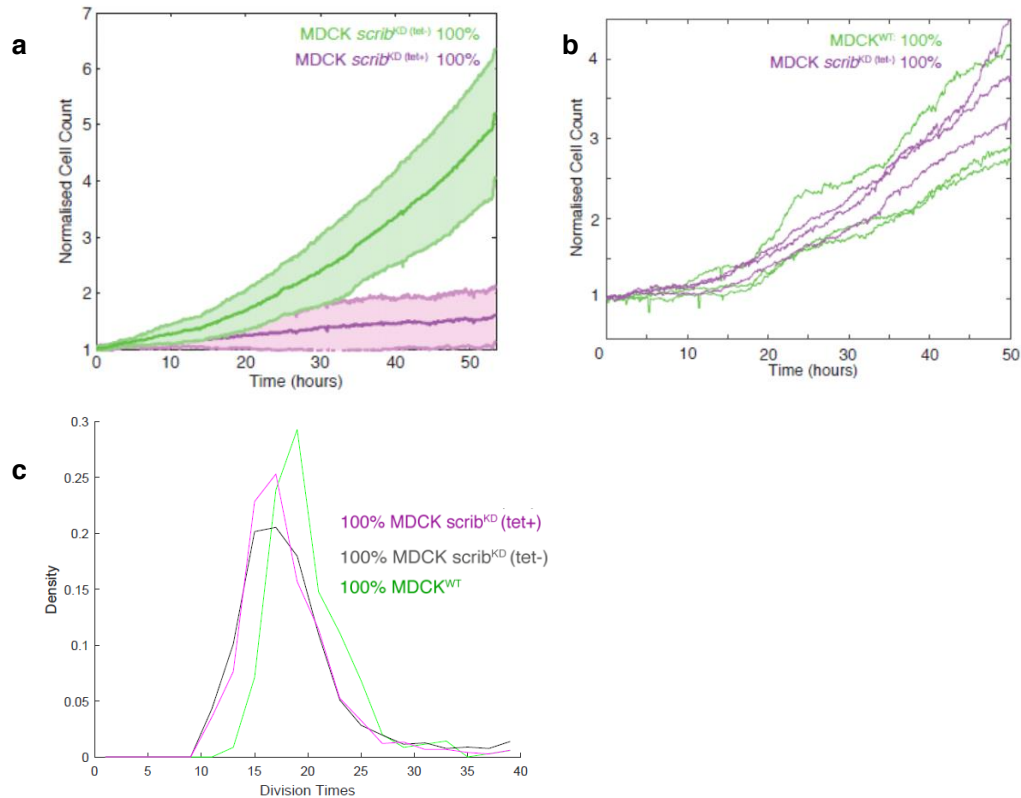 a
7
6
5
4
3
2
1
Normalised Cell Count
MDCK scribKD (tet-) 100%
MDCK scribKD (tet+) 100%
0 10 20 30 40 50
Time (hours)
b
4
3
2
1
Normalised Cell Count
MDCKWT: 100%
MDCK scribKD (tet-) 100%
0 10 20 30 40 50
Time (hours)
c
0.3
0.25
0.2
0.15
0.1
0.05
0
Density
100% MDCK scribKD (tet+)
100% MDCK scribKD (tet-)
100% MDCKWT
0 5 10 15 20 25 30 35 40
Division Times